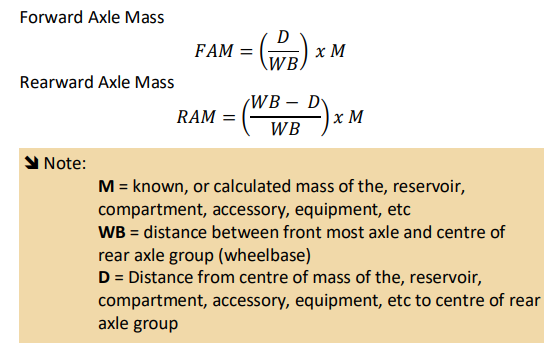 Forward Axle Mass
FAM = (D/WB) x M
Rearward Axle Mass
RAM = (WB − D/WB) x M
⬊ Note:
M = known, or calculated mass of the, reservoir,
compartment, accessory, equipment, etc
WB = distance between front most axle and centre of
rear axle group (wheelbase)
D = Distance from centre of mass of the, reservoir,
compartment, accessory, equipment, etc to centre of rear
axle group